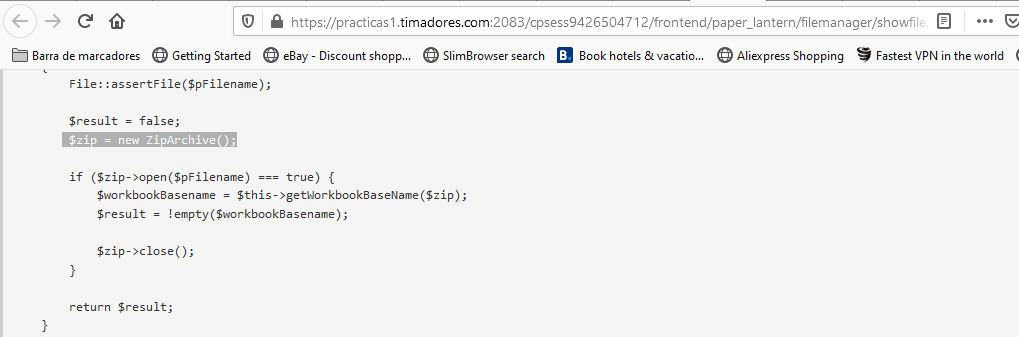 https://practicas1.timadores.com:2083/cpsess9426504712/frontend/paper_lantern/filemanager/showfile
Barra de marcadores Getting Started eBay - Discount shopp... SlimBrowser search B. Book hotels & vacatio... Aliexpress Shopping Fastest VPN in the world
{
File::assertFile($pFilename);
$result = false;
$zip = new ZipArchive();
if ($zip->open($pFilename) === true) {
$workbookBasename = $this->getWorkbookBaseName($zip);
$result = !empty($workbookBasename);
$zip->close();
}
return $result;
}